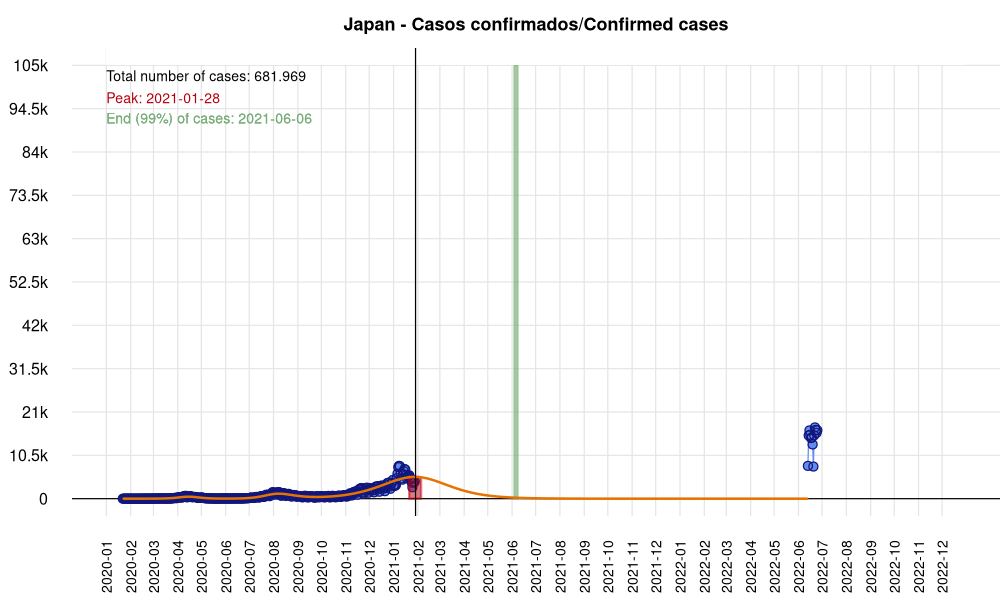 Japan - Casos confirmados/Confirmed cases
Total number of cases: 681.969
Peak: 2021-01-28
End (99%) of cases: 2021-06-06
105k
94.5k
84k
73.5k
63k
52.5k
42k
31.5k
21k
10.5k
0
2020-01
2020-02
2020-03
2020-04
2020-05
2020-06
2020-07
2020-08
2020-09
2020-10
2020-11
2020-12
2021-01
2021-02
2021-03
2021-04
2021-05
2021-06
2021-07
2021-08
2021-09
2021-10
2021-11
2021-12
2022-01
2022-02
2022-03
2022-04
2022-05
2022-06
2022-07
2022-08
2022-09
2022-10
2022-11
2022-12